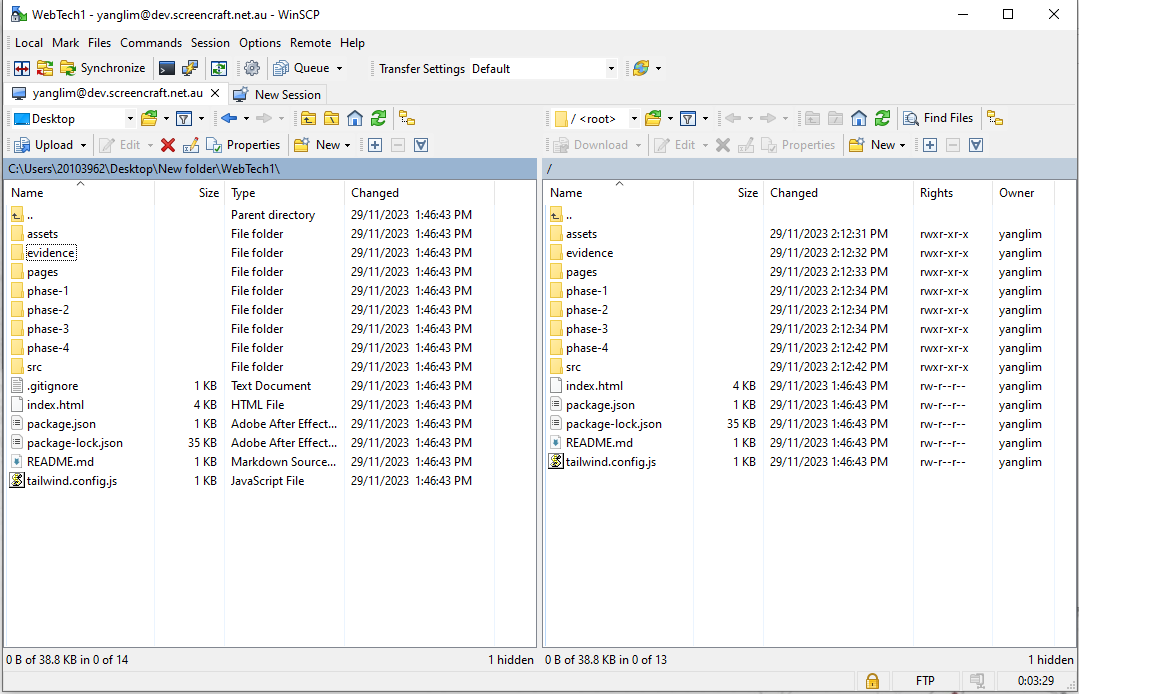 WebTech1 - yanglim@dev.screencraft.net.au - WinSCP
Local Mark Files Commands Session Options Remote Help
Synchronize Queue Transfer Settings Default
yanglim@dev.screencraft.net.au New Session
Desktop
Upload Edit Properties New
C:\Users\20103962\Desktop\New folder\WebTech1\
Name Size Type Changed
.. Parent directory 29/11/2023 1:46:43 PM
assets File folder 29/11/2023 1:46:43 PM
evidence File folder 29/11/2023 1:46:43 PM
pages File folder 29/11/2023 1:46:43 PM
phase-1 File folder 29/11/2023 1:46:43 PM
phase-2 File folder 29/11/2023 1:46:43 PM
phase-3 File folder 29/11/2023 1:46:43 PM
phase-4 File folder 29/11/2023 1:46:43 PM
src File folder 29/11/2023 1:46:43 PM
.gitignore 1 KB Text Document 29/11/2023 1:46:43 PM
index.html 4 KB HTML File 29/11/2023 1:46:43 PM
package.json 1 KB Adobe After Effect... 29/11/2023 1:46:43 PM
package-lock.json 35 KB Adobe After Effect... 29/11/2023 1:46:43 PM
README.md 1 KB Markdown Source... 29/11/2023 1:46:43 PM
tailwind.config.js 1 KB JavaScript File 29/11/2023 1:46:43 PM
0 B of 38.8 KB in 0 of 14 1 hidden
/ <root> Find Files
Download Edit Properties New
/
Name Size Changed Rights Owner
..
assets 29/11/2023 2:12:31 PM rwxr-xr-x yanglim
evidence 29/11/2023 2:12:32 PM rwxr-xr-x yanglim
pages 29/11/2023 2:12:33 PM rwxr-xr-x yanglim
phase-1 29/11/2023 2:12:34 PM rwxr-xr-x yanglim
phase-2 29/11/2023 2:12:34 PM rwxr-xr-x yanglim
phase-3 29/11/2023 2:12:34 PM rwxr-xr-x yanglim
phase-4 29/11/2023 2:12:42 PM rwxr-xr-x yanglim
src 29/11/2023 2:12:42 PM rwxr-xr-x yanglim
index.html 4 KB 29/11/2023 1:46:43 PM rw-r--r-- yanglim
package.json 1 KB 29/11/2023 1:46:43 PM rw-r--r-- yanglim
package-lock.json 35 KB 29/11/2023 1:46:43 PM rw-r--r-- yanglim
README.md 1 KB 29/11/2023 1:46:43 PM rw-r--r-- yanglim
tailwind.config.js 1 KB 29/11/2023 1:46:43 PM rw-r--r-- yanglim
0 B of 38.8 KB in 0 of 13 1 hidden
FTP 0:03:29